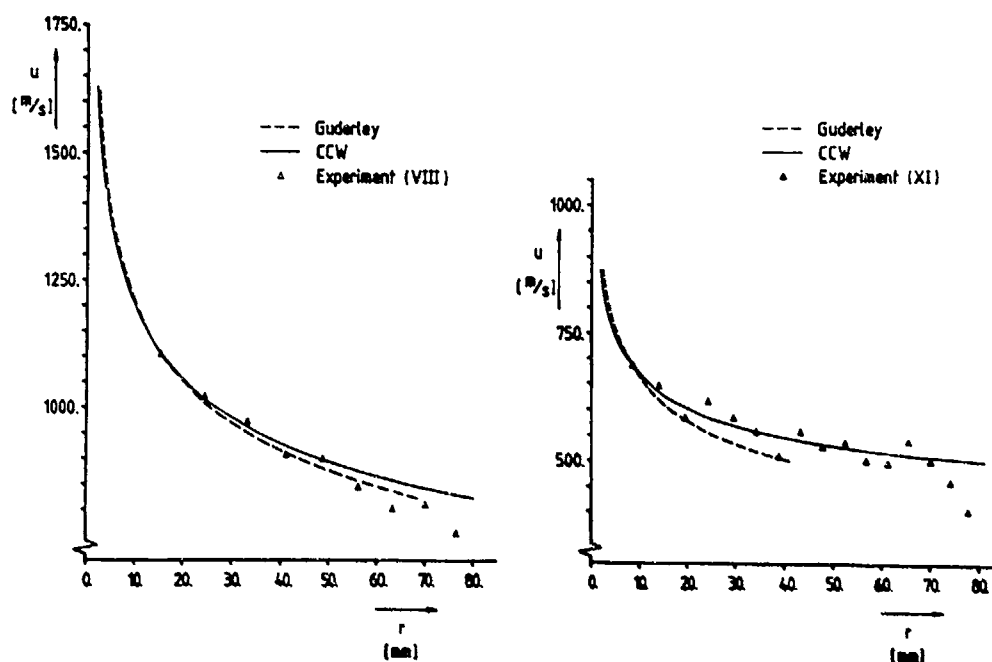 1750.
u
[m/s]
1500.
1250.
1000.
Guderley
CCW
Experiment (VIII)
0. 10. 20. 30. 40. 50. 60. 70. 80.
r
[mm]
1000.
u
[m/s]
750.
500.
Guderley
CCW
Experiment (XI)
0. 10. 20. 30. 40. 50. 60. 70. 80.
r
[mm]